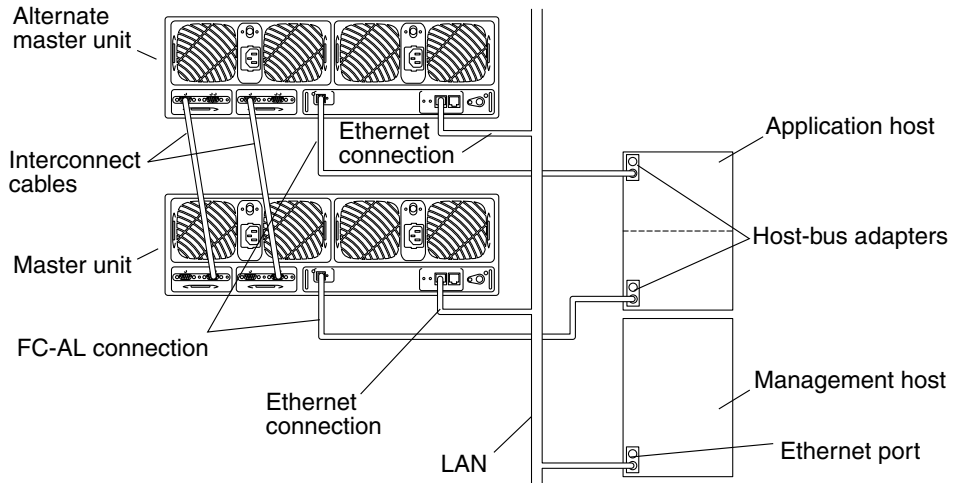 Alternate
master unit
Ethernet
connection
Application host
Interconnect
cables
Host-bus adapters
Master unit
FC-AL connection
Management host
Ethernet
connection
Ethernet port
LAN